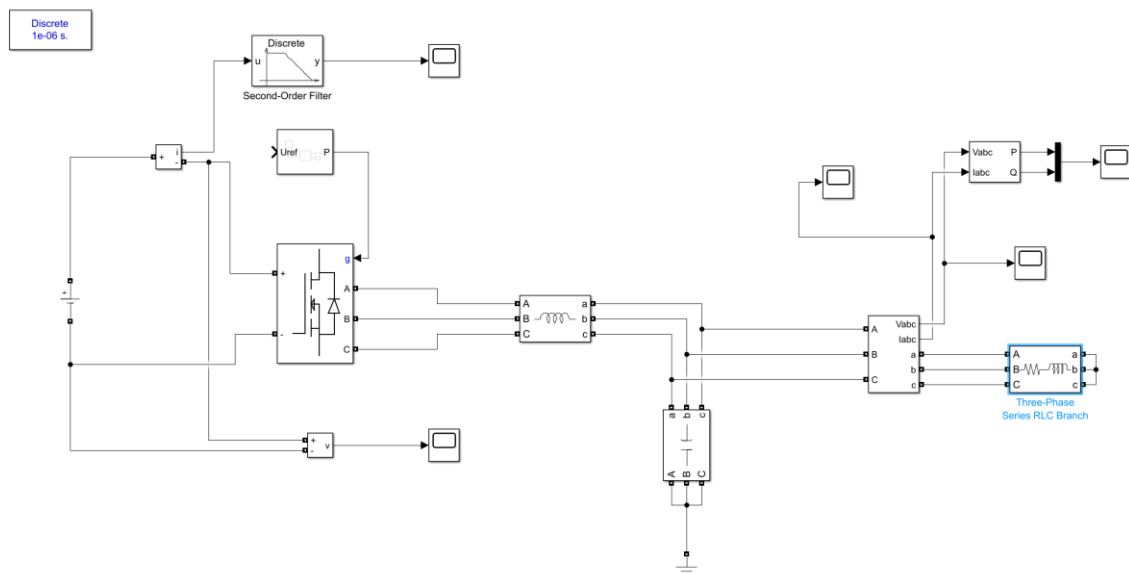 Discrete
1e-06 s.
Discrete
u
y
Second-Order Filter
+
i
-
Uref
P
Vabc
P
Iabc
Q
g
+
A
B
-
C
+
A
a
B
b
C
c
A
Vabc
Iabc
B
a
b
C
c
A
a
B
b
C
c
Three-Phase
Series RLC Branch
a
b
c
A
B
C
+
v
-